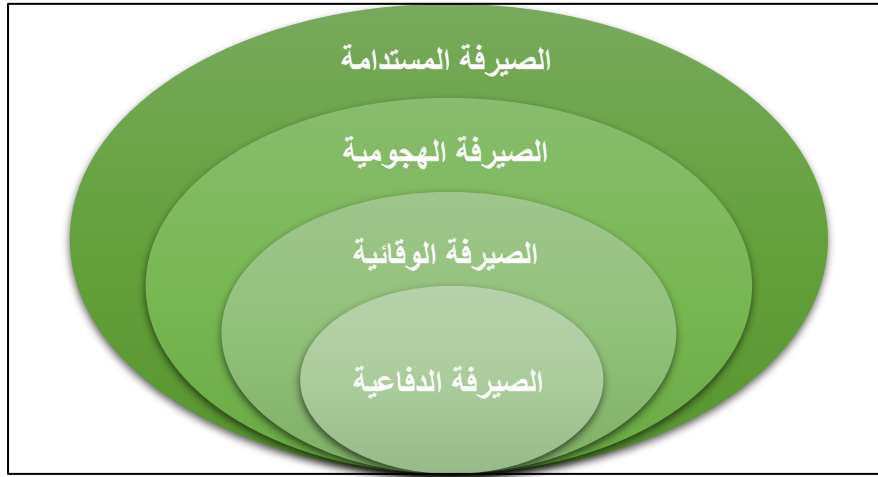 الصيرفة المستدامة
الصيرفة الهجومية
الصيرفة الوقائية
الصيرفة الدفاعية